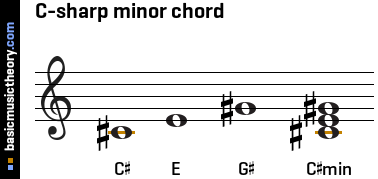 C-sharp minor chord
basicmusictheory.com
C♯ E G♯ C♯min